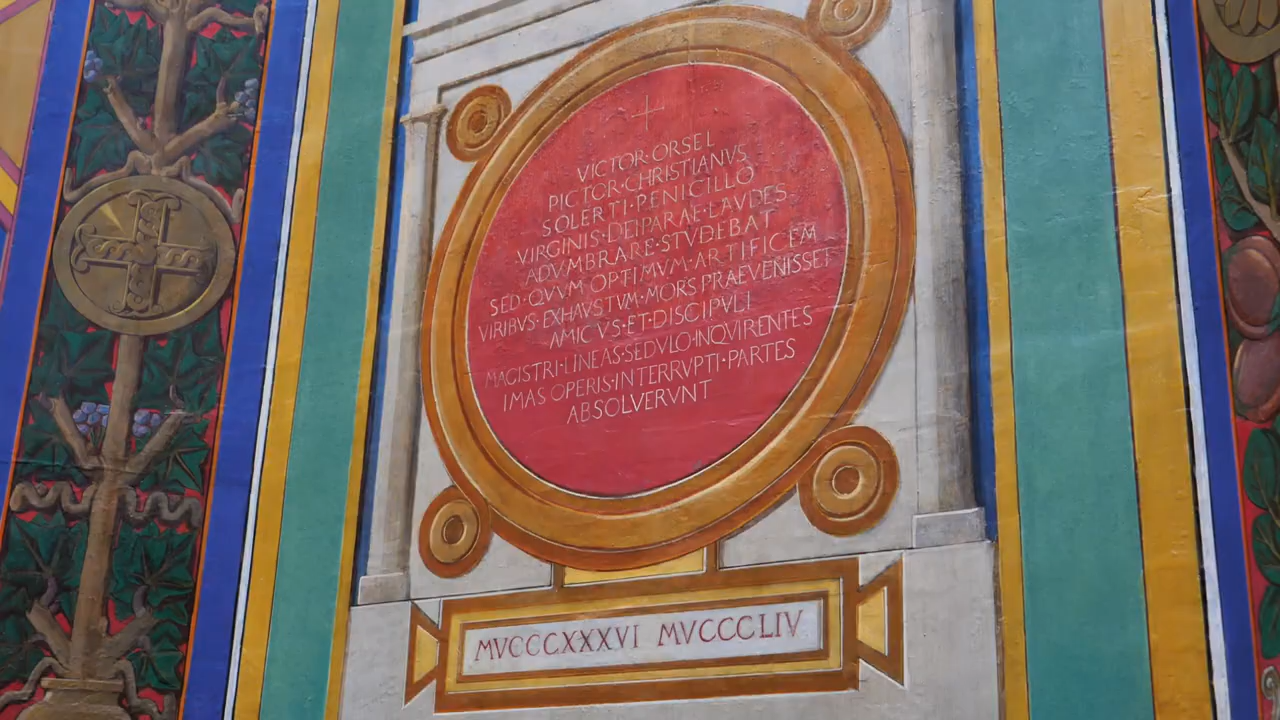 VICTOR·ORSEL
PICTOR·CHRISTIANVS
SOLERTI·PENICILLO
VIRGINIS·DEIPARAE·LAVDES
ADVMBRARE·STVDEBAT
SED·QVVM·OPTIMVM·ARTIFICEM
VIRIBVS·EXHAVSTVM·MORS PRAEVENISSET
AMICVS·ET·DISCIPVLI
MAGISTRI·LINEAS·SEDVLO·INQVIRENTES
IMAS OPERIS·INTERRVPTI·PARTES
ABSOLVERVNT
MVCCCXXXVI MVCCCLIV